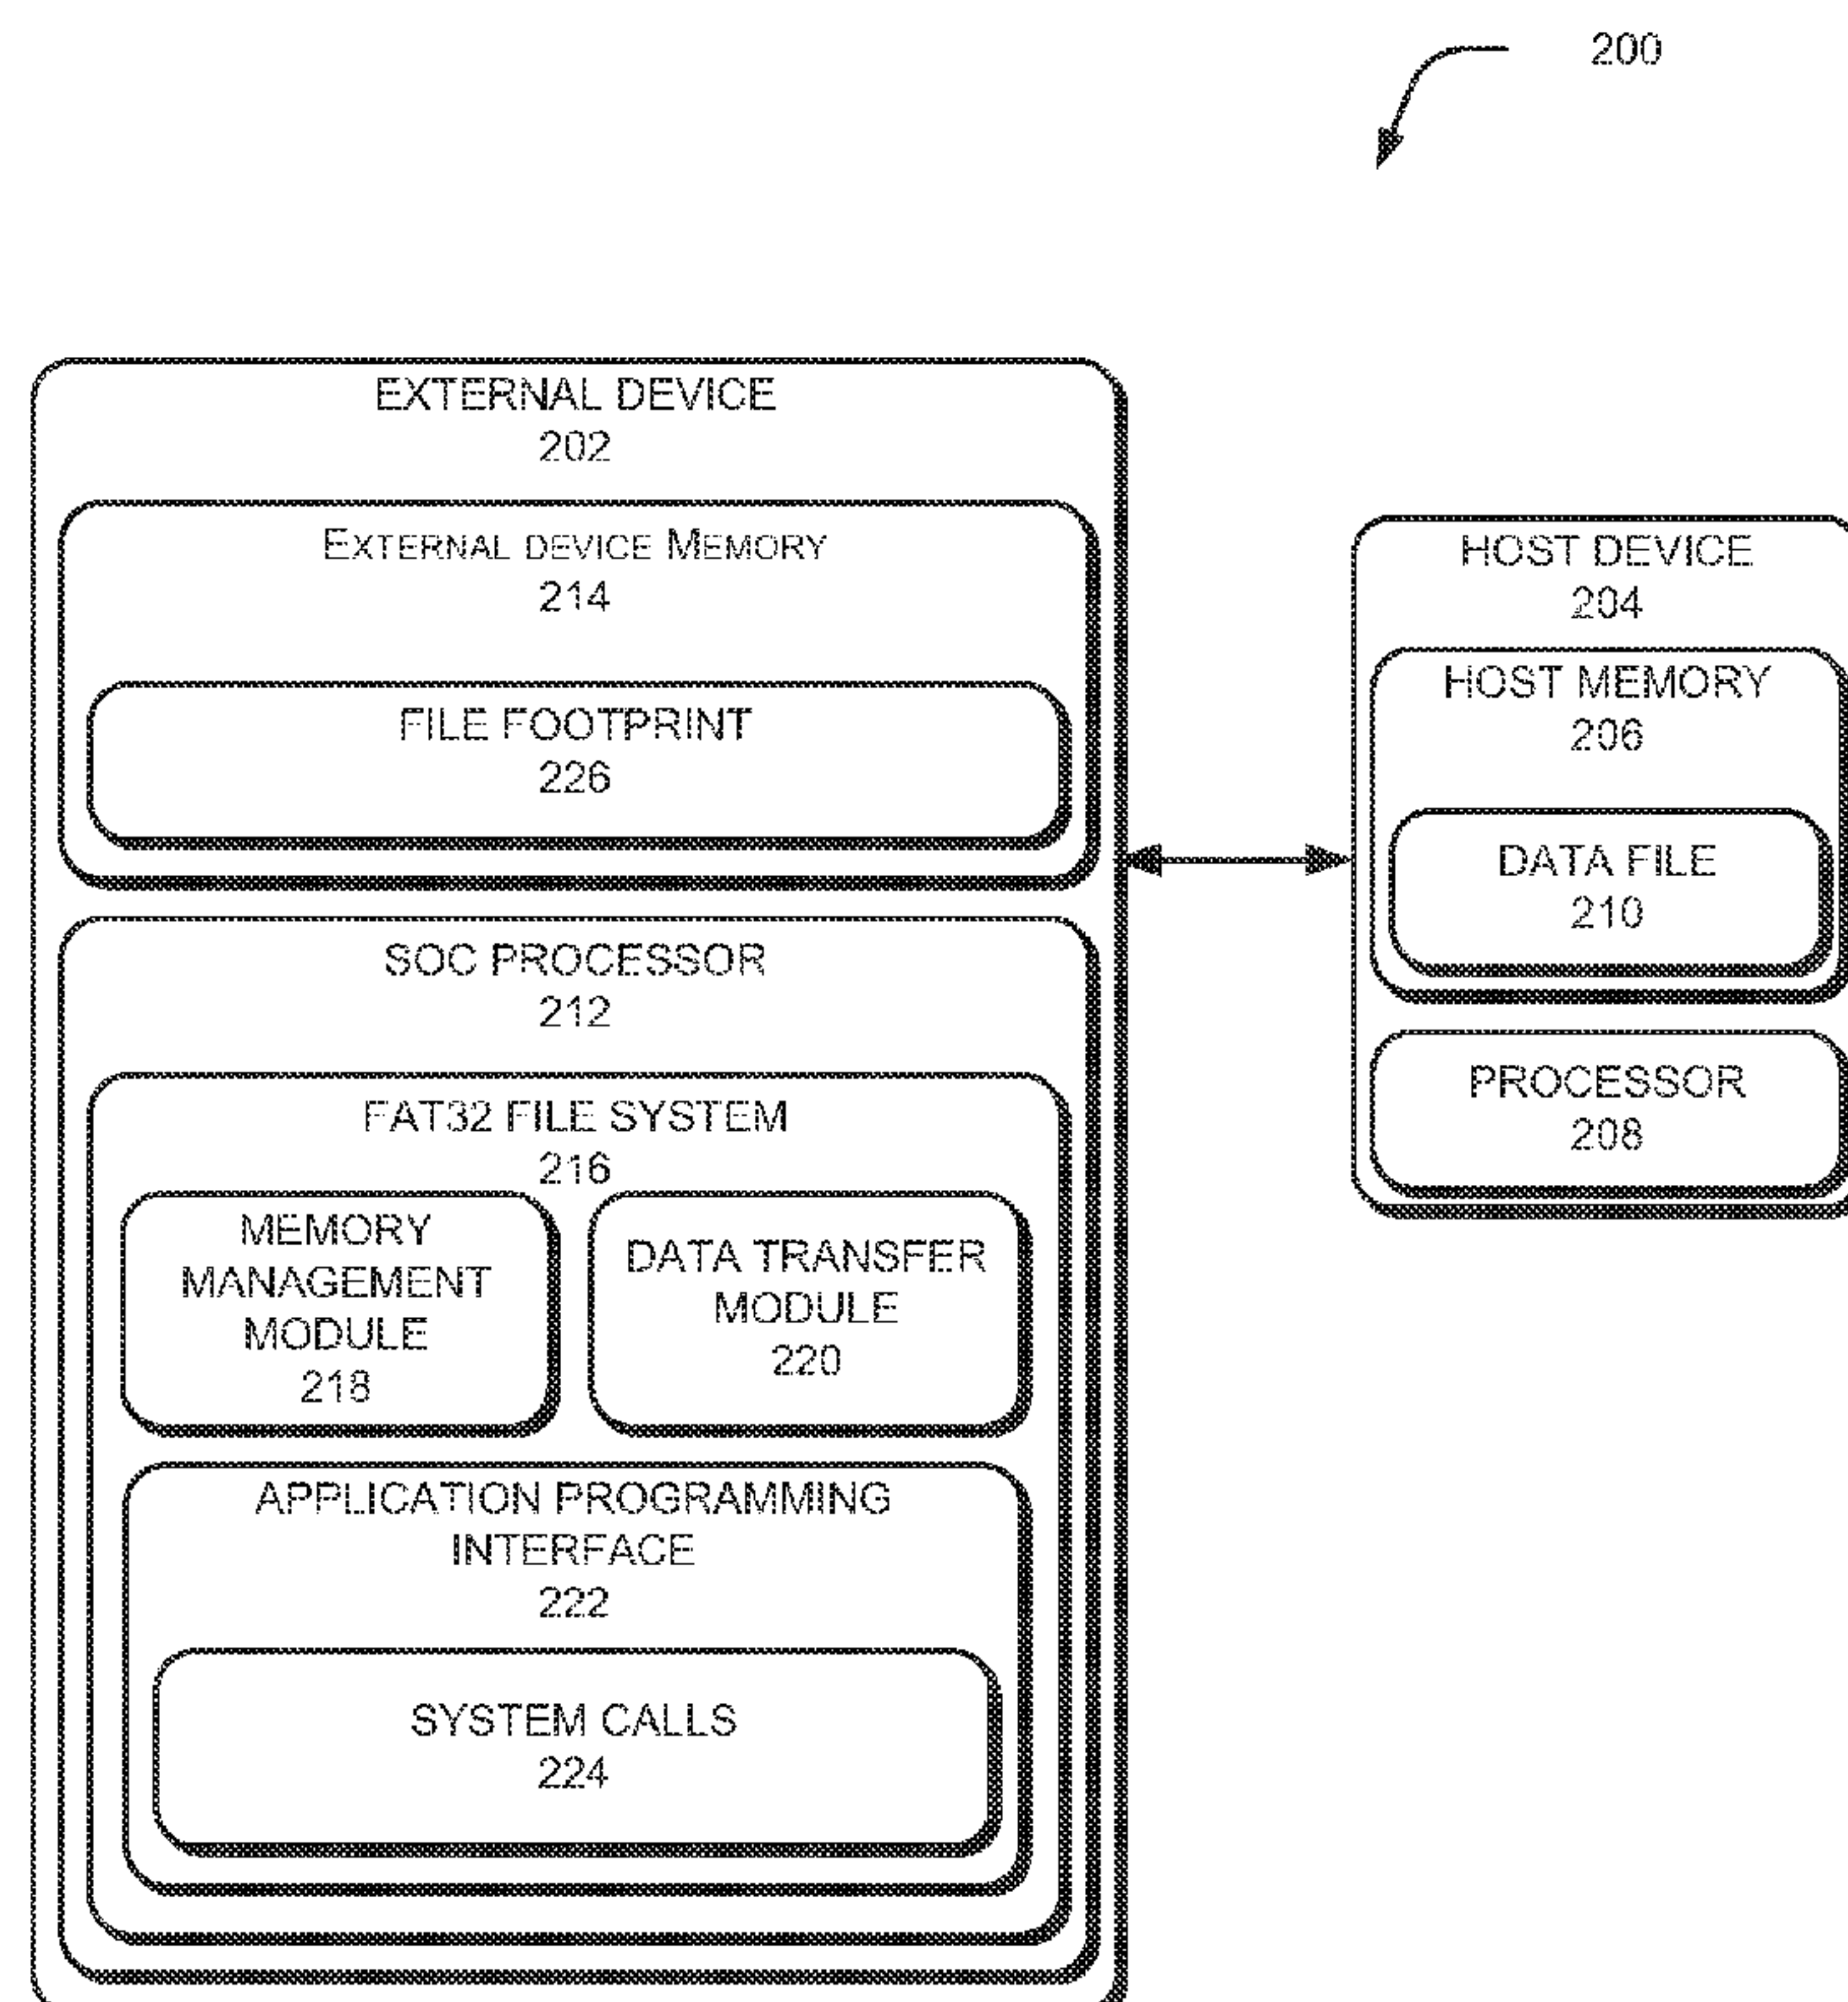 200
EXTERNAL DEVICE
202
EXTERNAL DEVICE MEMORY
214
FILE FOOTPRINT
226
SOC PROCESSOR
212
FAT32 FILE SYSTEM
216
MEMORY
MANAGEMENT
MODULE
218
DATA TRANSFER
MODULE
220
APPLICATION PROGRAMMING
INTERFACE
222
SYSTEM CALLS
224
HOST DEVICE
204
HOST MEMORY
206
DATA FILE
210
PROCESSOR
208